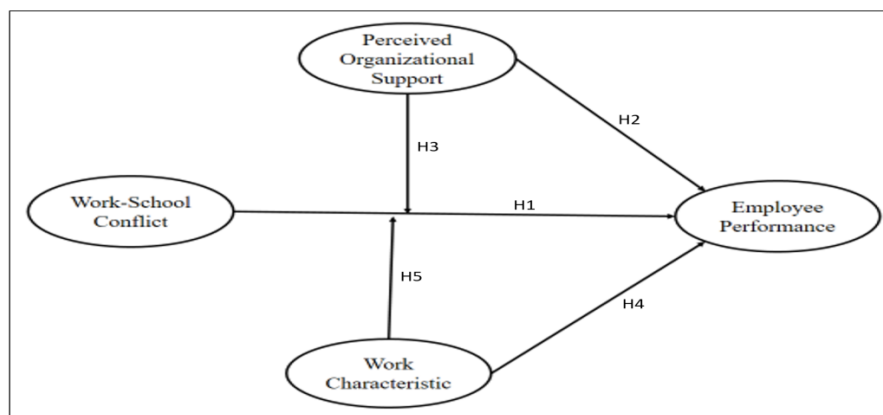 Perceived
Organizational
Support
H2
H3
Work-School
Conflict
H1
Employee
Performance
H5
H4
Work
Characteristic